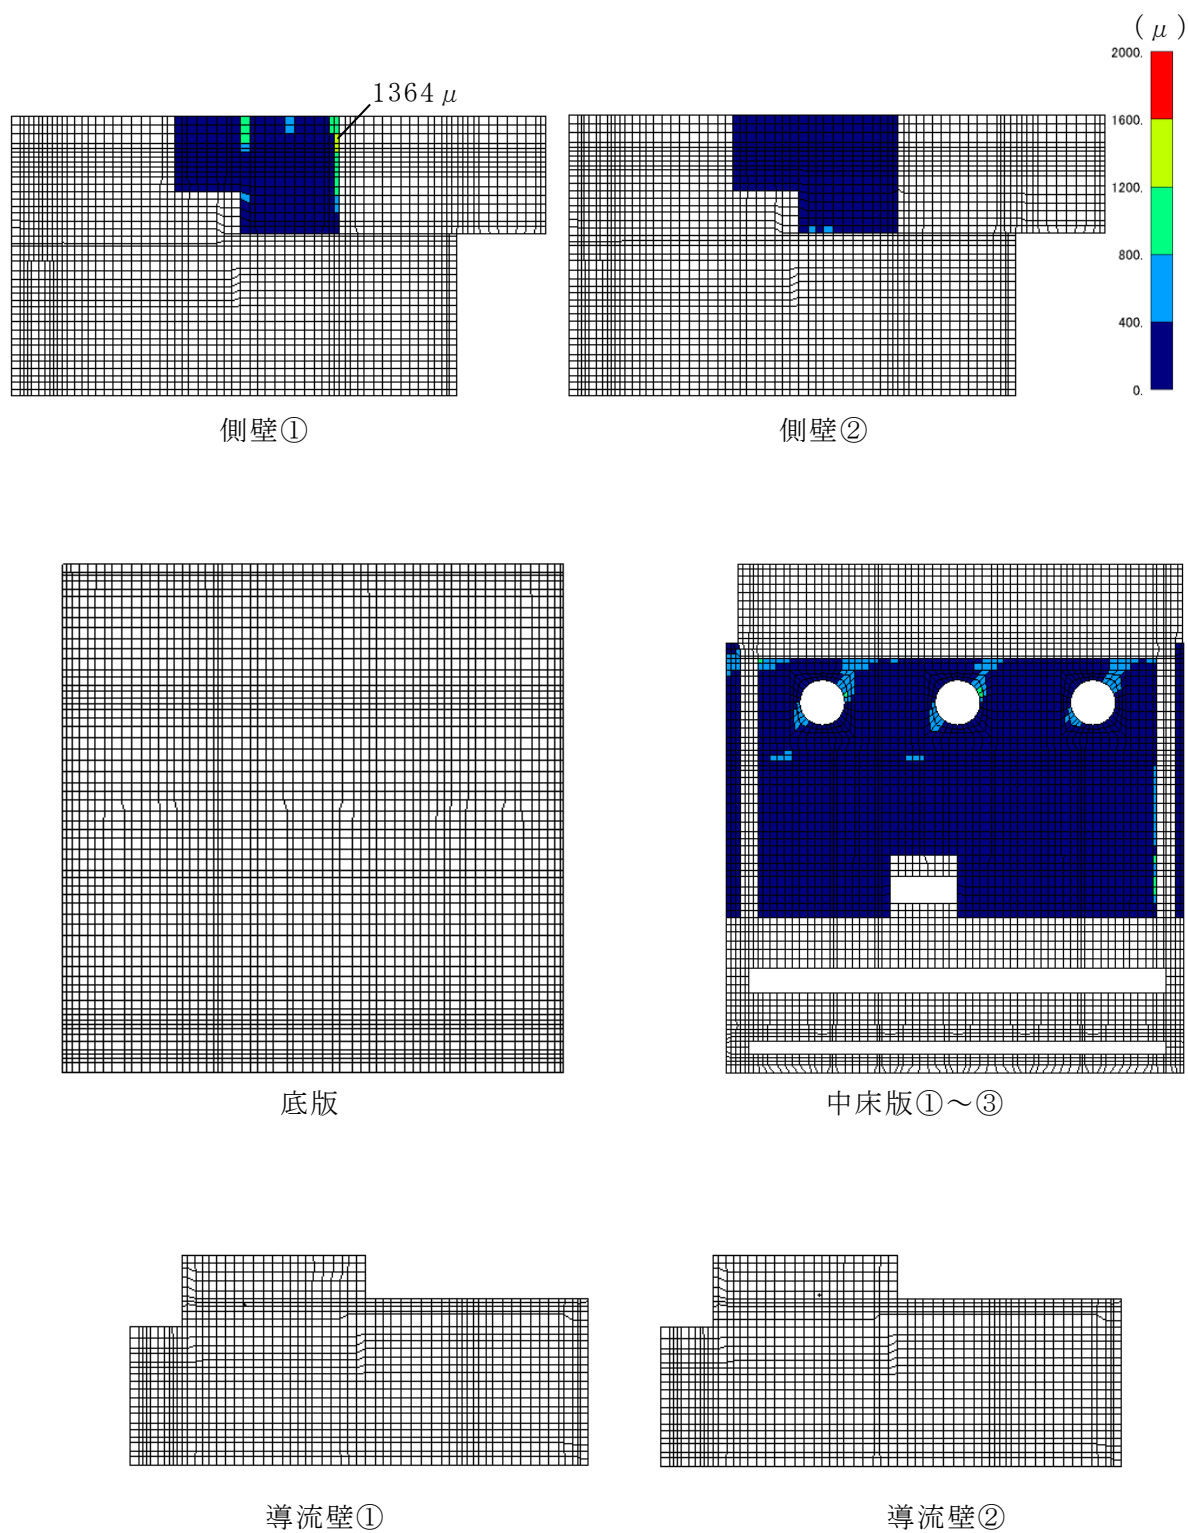 (μ)
2000.
1364μ
1600.
1200.
800.
400.
0.
側壁①
側壁②
底版
中床版①～③
導流壁①
導流壁②